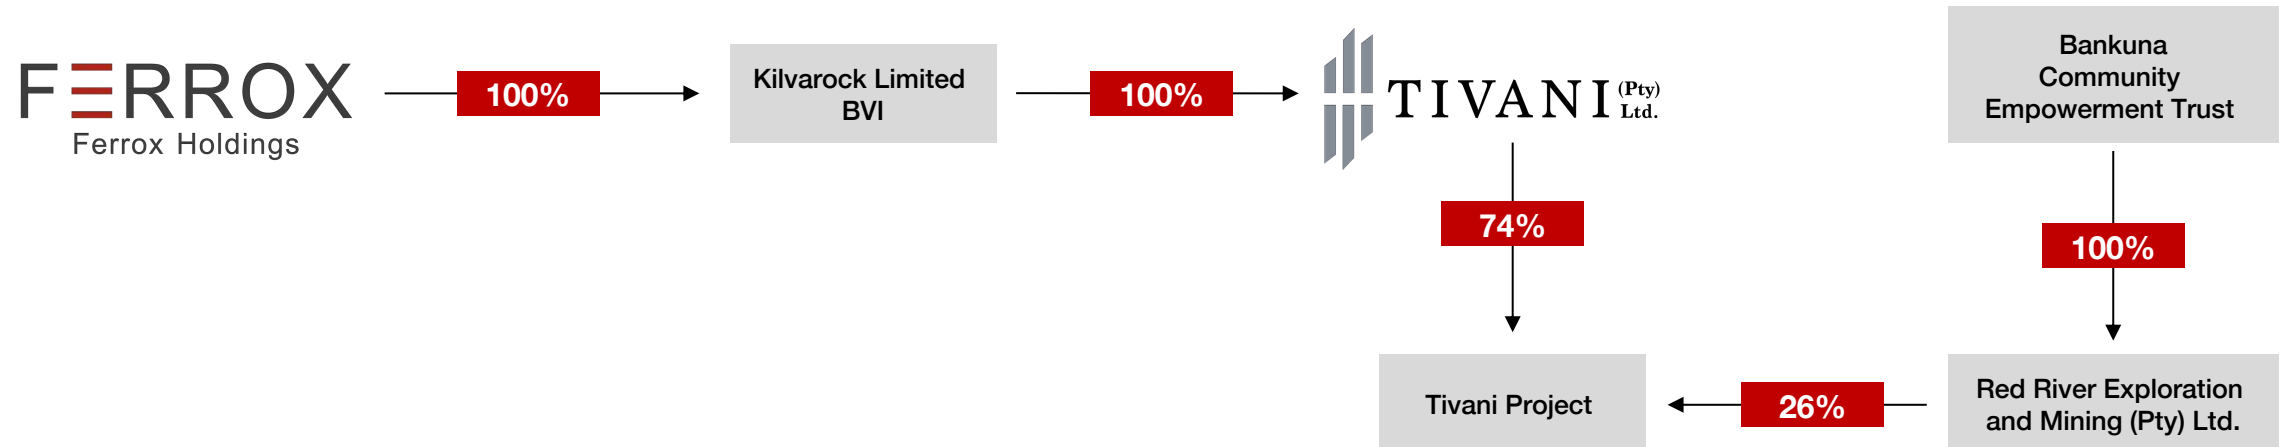 FERROX
Ferrox Holdings
100%
Kilvarock Limited
BVI
100%
TIVANI (Pty) Ltd.
Bankuna
Community
Empowerment Trust
74%
100%
Tivani Project
26%
Red River Exploration
and Mining (Pty) Ltd.